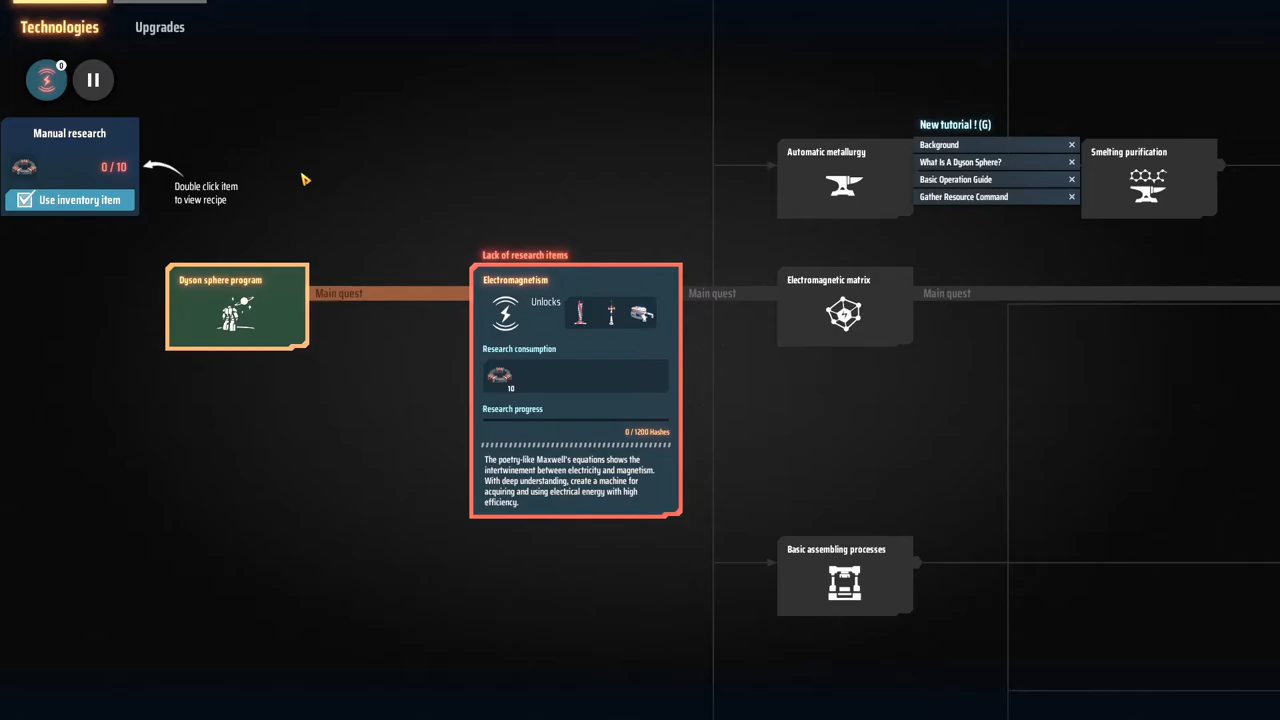 Technologies
Upgrades
0
Manual research
0 / 10
Use inventory item
Double click item
to view recipe
New tutorial ! (G)
Background
What Is A Dyson Sphere?
Basic Operation Guide
Gather Resource Command
Automatic metallurgy
Smelting purification
Dyson sphere program
Main quest
Lack of research items
Electromagnetism
Unlocks
Research consumption
10
Research progress
0 / 1200 Hashes
The poetry-like Maxwell's equations shows the
intertwinement between electricity and magnetism.
With deep understanding, create a machine for
acquiring and using electrical energy with high
efficiency.
Main quest
Electromagnetic matrix
Main quest
Basic assembling processes